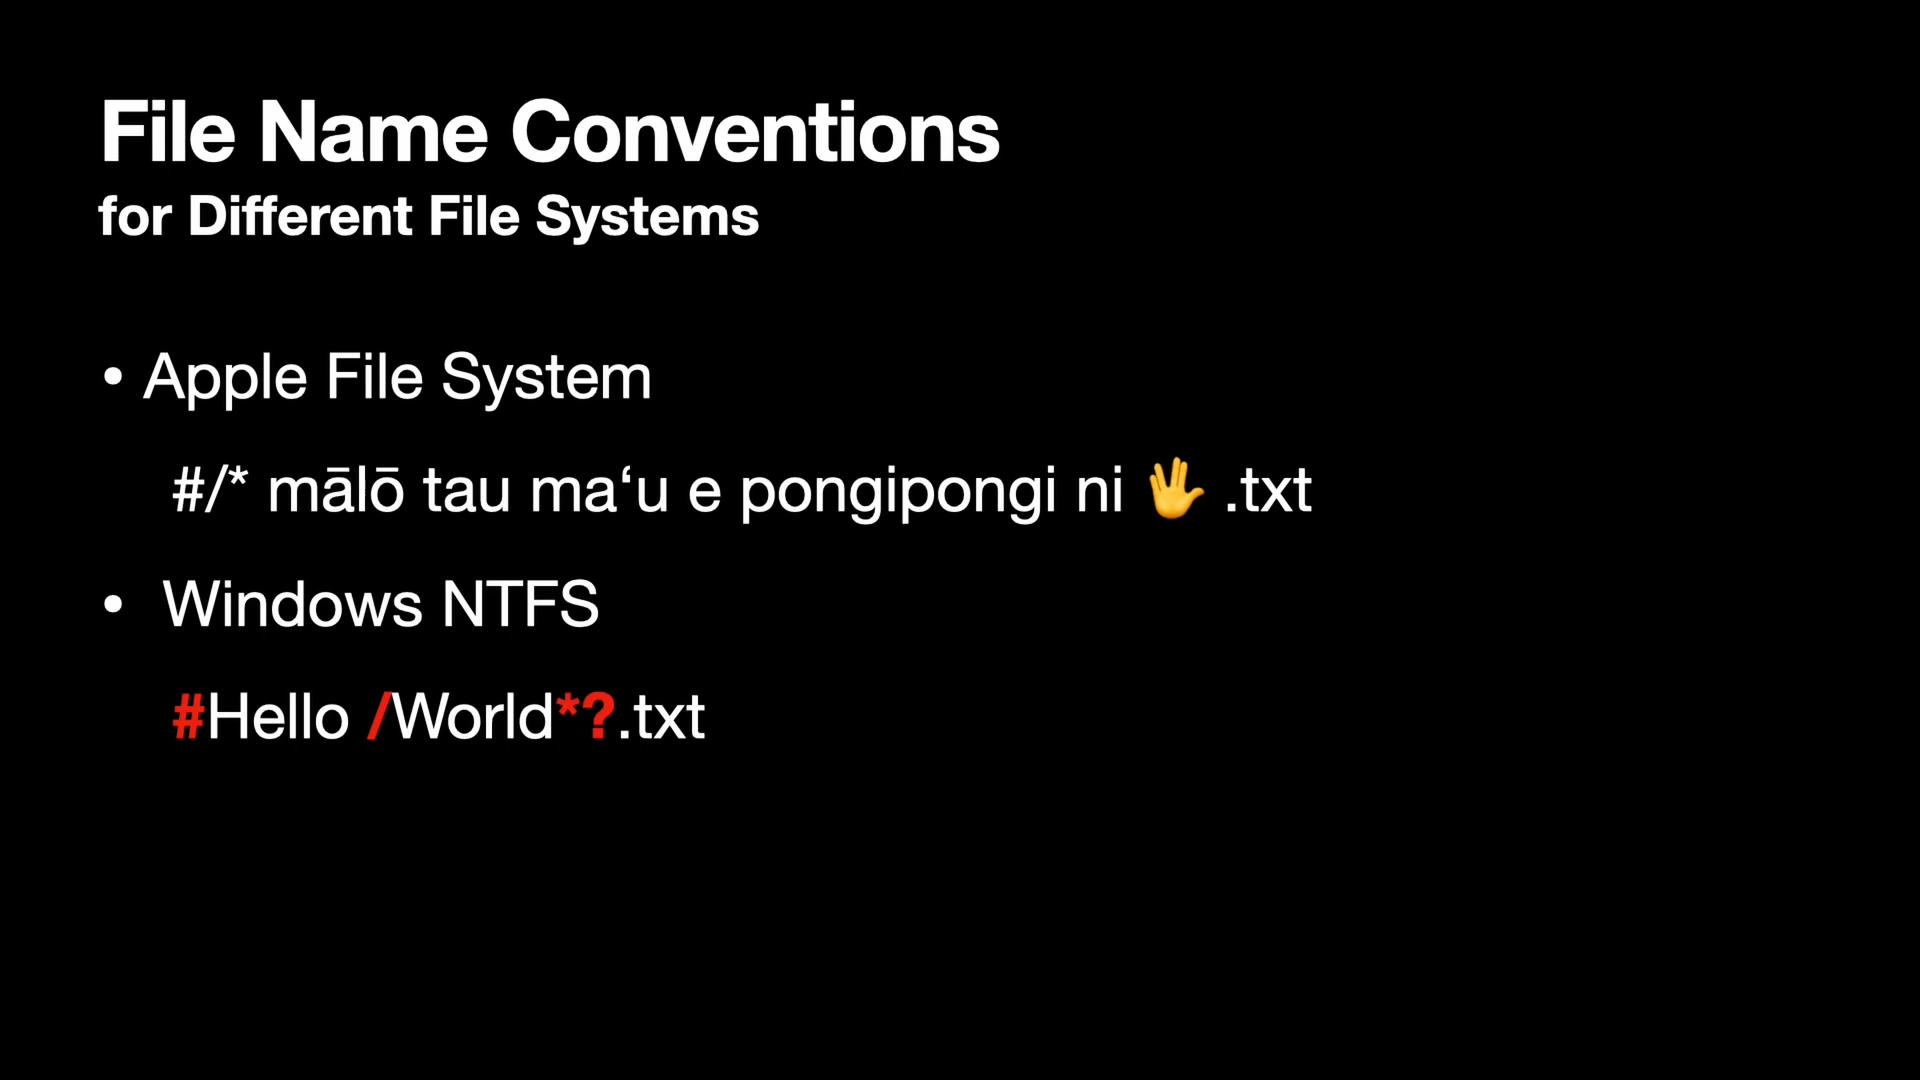 File Name Conventions
for Different File Systems
• Apple File System
#/* mālō tau ma‘u e pongipongi ni 🖖 .txt
• Windows NTFS
#Hello /World*?.txt